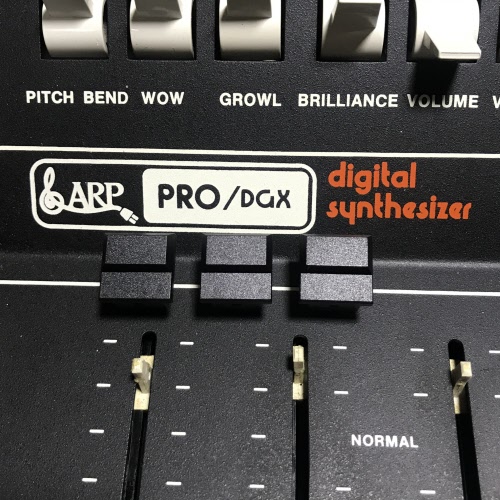 PITCH BEND WOW GROWL BRILLIANCE VOLUME V
ARP PRO/DGX digital
synthesizer
NORMAL